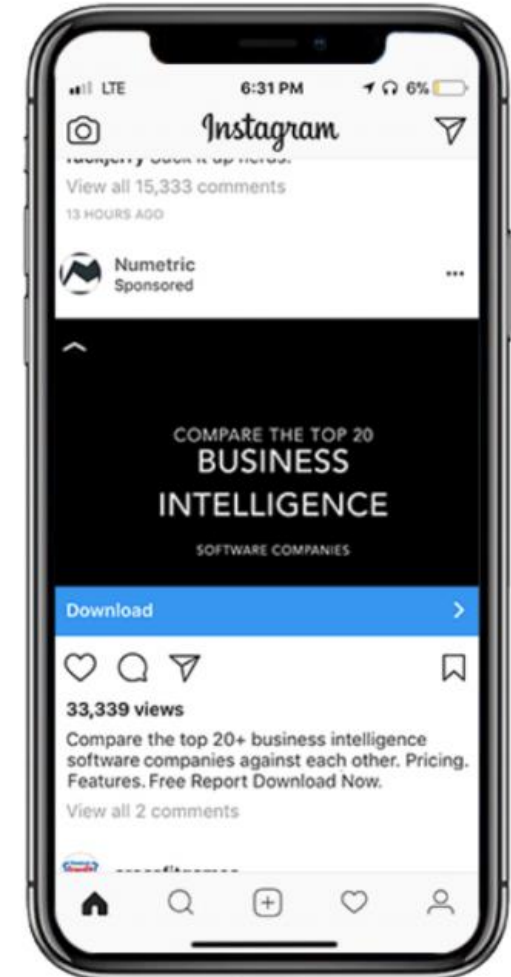 LTE 6:31 PM 6%
Instagram
View all 15,333 comments
13 HOURS AGO
Numetric
Sponsored
COMPARE THE TOP 20
BUSINESS
INTELLIGENCE
SOFTWARE COMPANIES
Download
33,339 views
Compare the top 20+ business intelligence
software companies against each other. Pricing.
Features. Free Report Download Now.
View all 2 comments